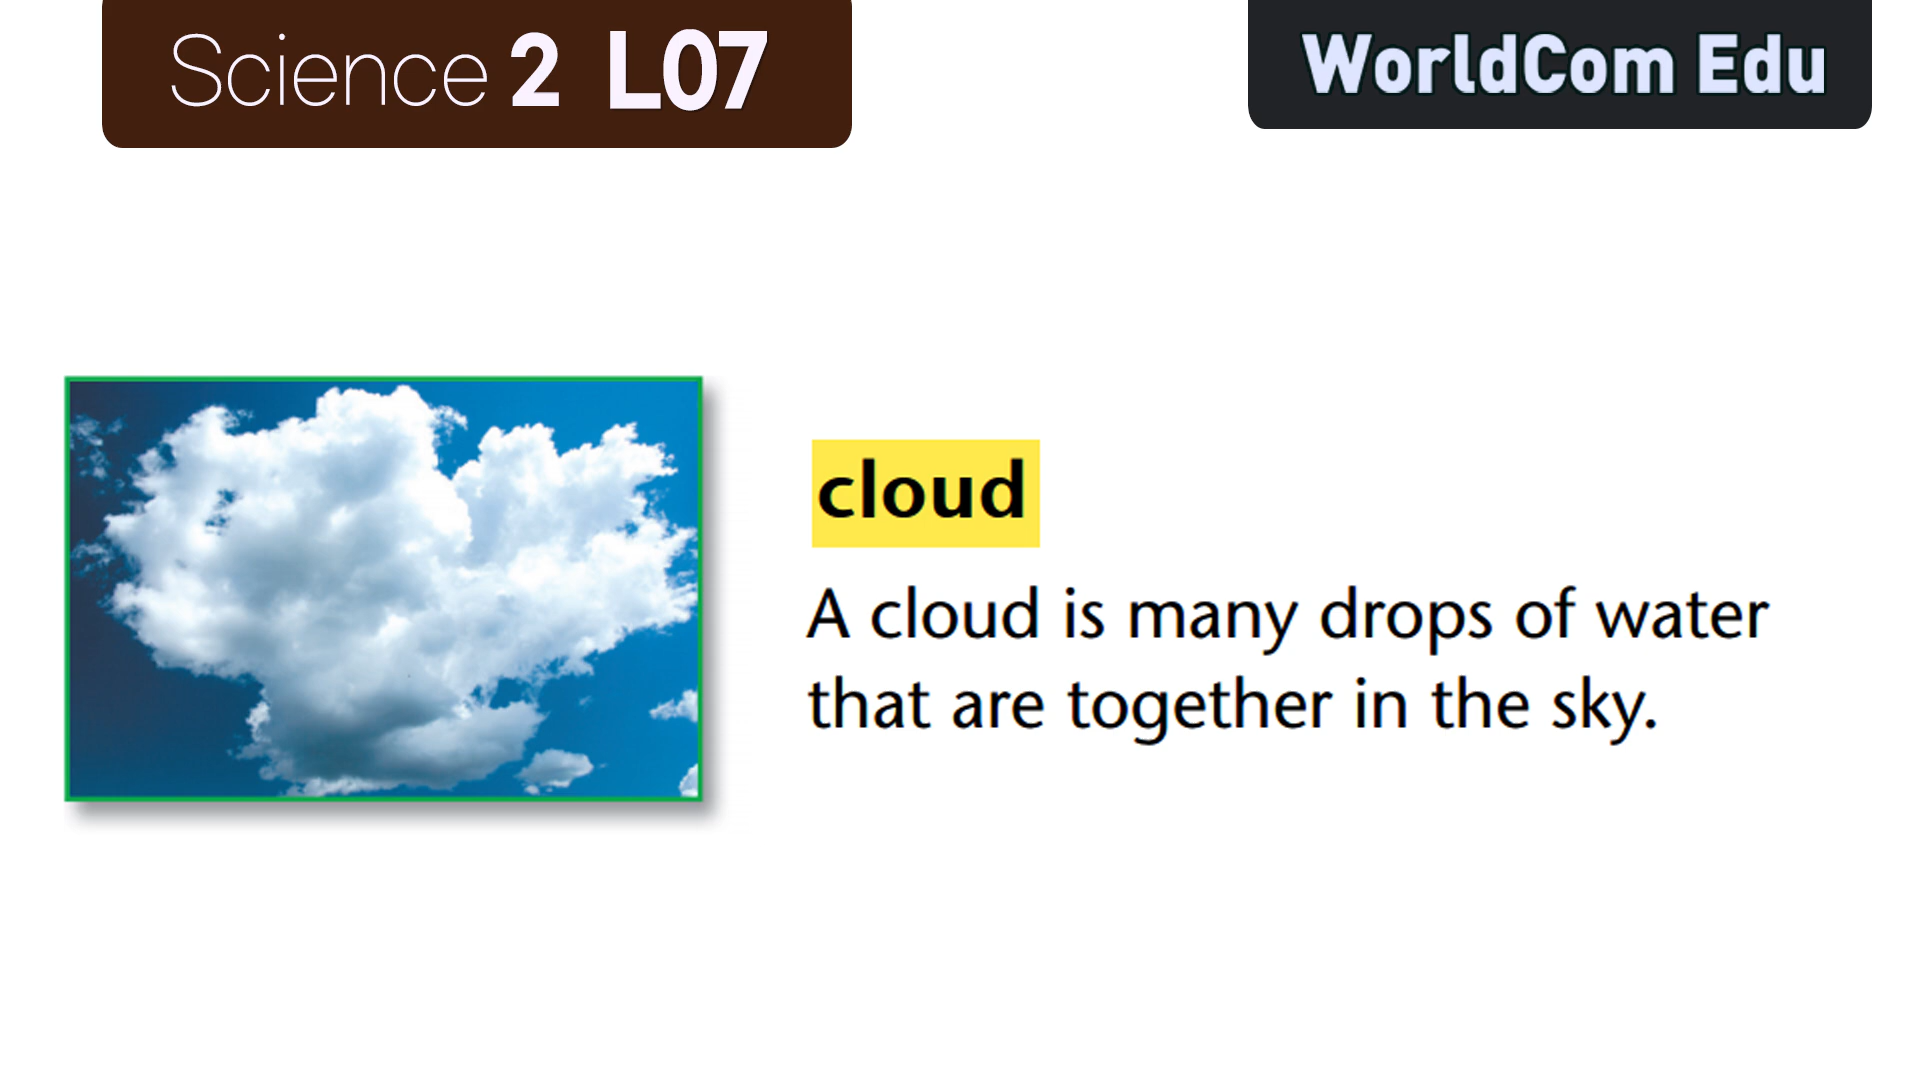 Science 2 L07
WorldCom Edu
cloud
A cloud is many drops of water
that are together in the sky.